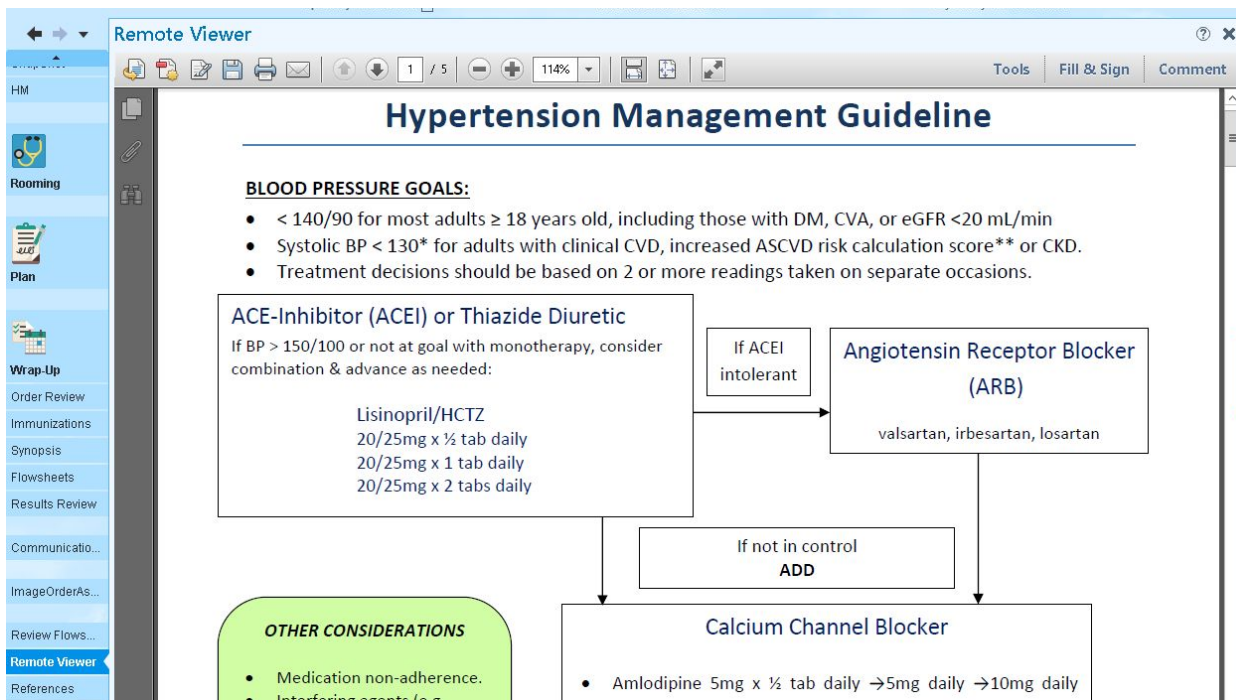 Remote Viewer
1 / 5
114%
Tools
Fill & Sign
Comment
HM
Rooming
Plan
Wrap-Up
Order Review
Immunizations
Synopsis
Flowsheets
Results Review
Communicatio...
ImageOrderAs...
Review Flows...
Remote Viewer
References
Hypertension Management Guideline
BLOOD PRESSURE GOALS:
• < 140/90 for most adults ≥ 18 years old, including those with DM, CVA, or eGFR <20 mL/min
• Systolic BP < 130* for adults with clinical CVD, increased ASCVD risk calculation score** or CKD.
• Treatment decisions should be based on 2 or more readings taken on separate occasions.
ACE-Inhibitor (ACEI) or Thiazide Diuretic
If BP > 150/100 or not at goal with monotherapy, consider
combination & advance as needed:
Lisinopril/HCTZ
20/25mg x ½ tab daily
20/25mg x 1 tab daily
20/25mg x 2 tabs daily
If ACEI
intolerant
Angiotensin Receptor Blocker
(ARB)
valsartan, irbesartan, losartan
If not in control
ADD
OTHER CONSIDERATIONS
• Medication non-adherence.
• Interfering agents (e.g.
Calcium Channel Blocker
• Amlodipine 5mg x ½ tab daily →5mg daily →10mg daily